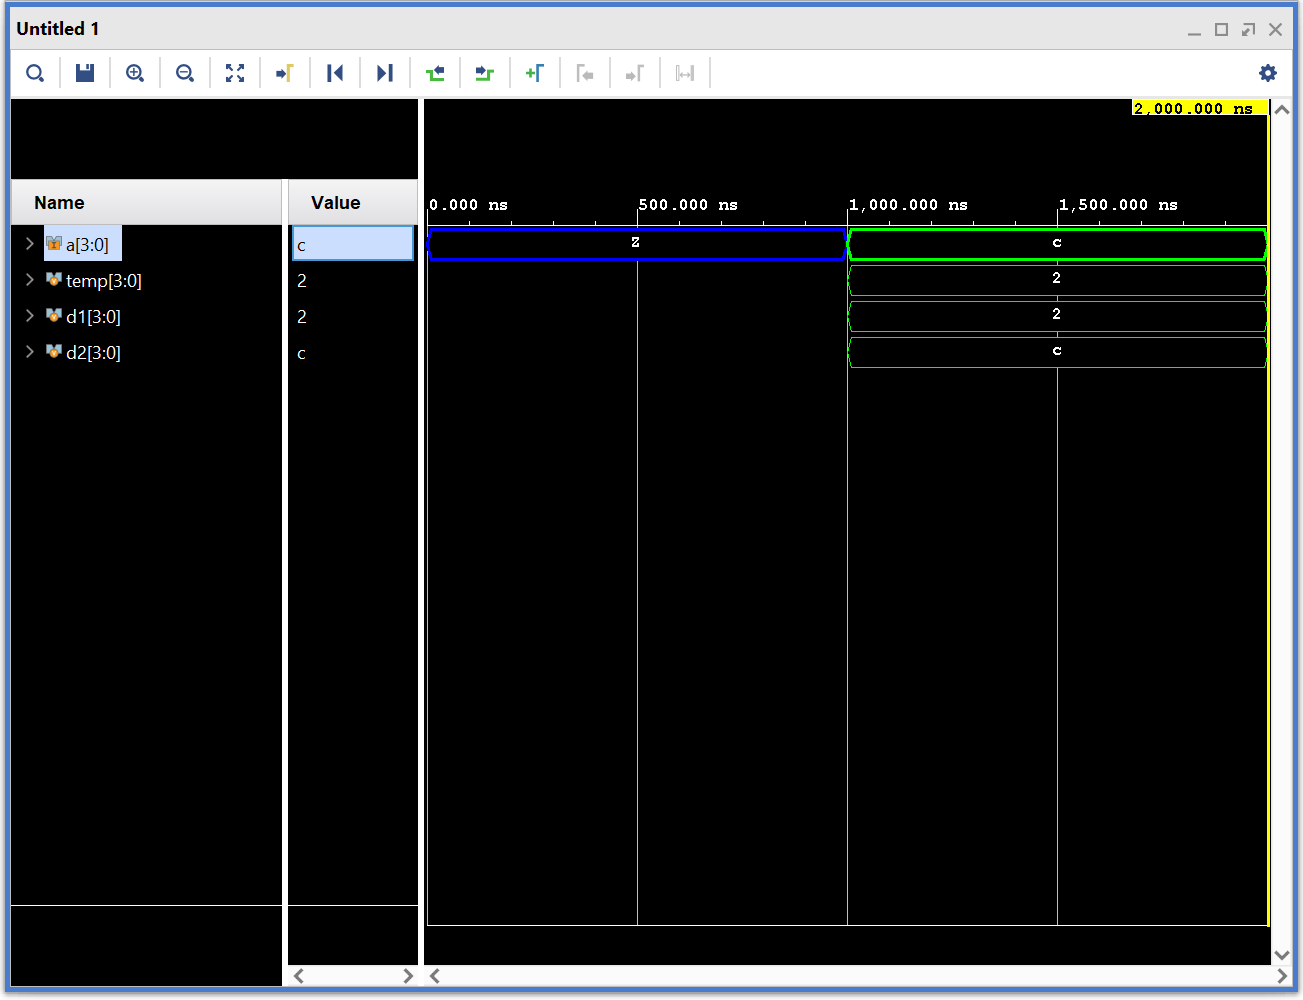 Untitled 1
2,000.000 ns
Name Value
0.000 ns 500.000 ns 1,000.000 ns 1,500.000 ns
a[3:0] c Z c
temp[3:0] 2 2
d1[3:0] 2 2
d2[3:0] c c